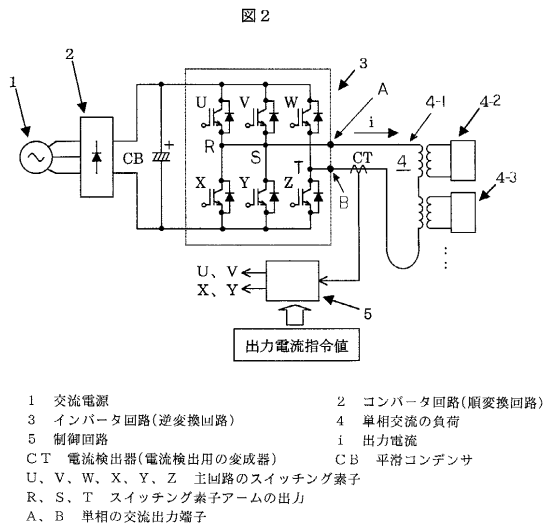 図2
1
2
3
A
U
V
W
i
4-1
4-2
R
S
T
CT
4
CB
+
X
Y
Z
B
4-3
⋮
U、V
X、Y
5
出力電流指令値
1 交流電源
2 コンバータ回路(順変換回路)
3 インバータ回路(逆変換回路)
4 単相交流の負荷
5 制御回路
i 出力電流
CT 電流検出器(電流検出用の変成器)
CB 平滑コンデンサ
U、V、W、X、Y、Z 主回路のスイッチング素子
R、S、T スイッチング素子アームの出力
A、B 単相の交流出力端子